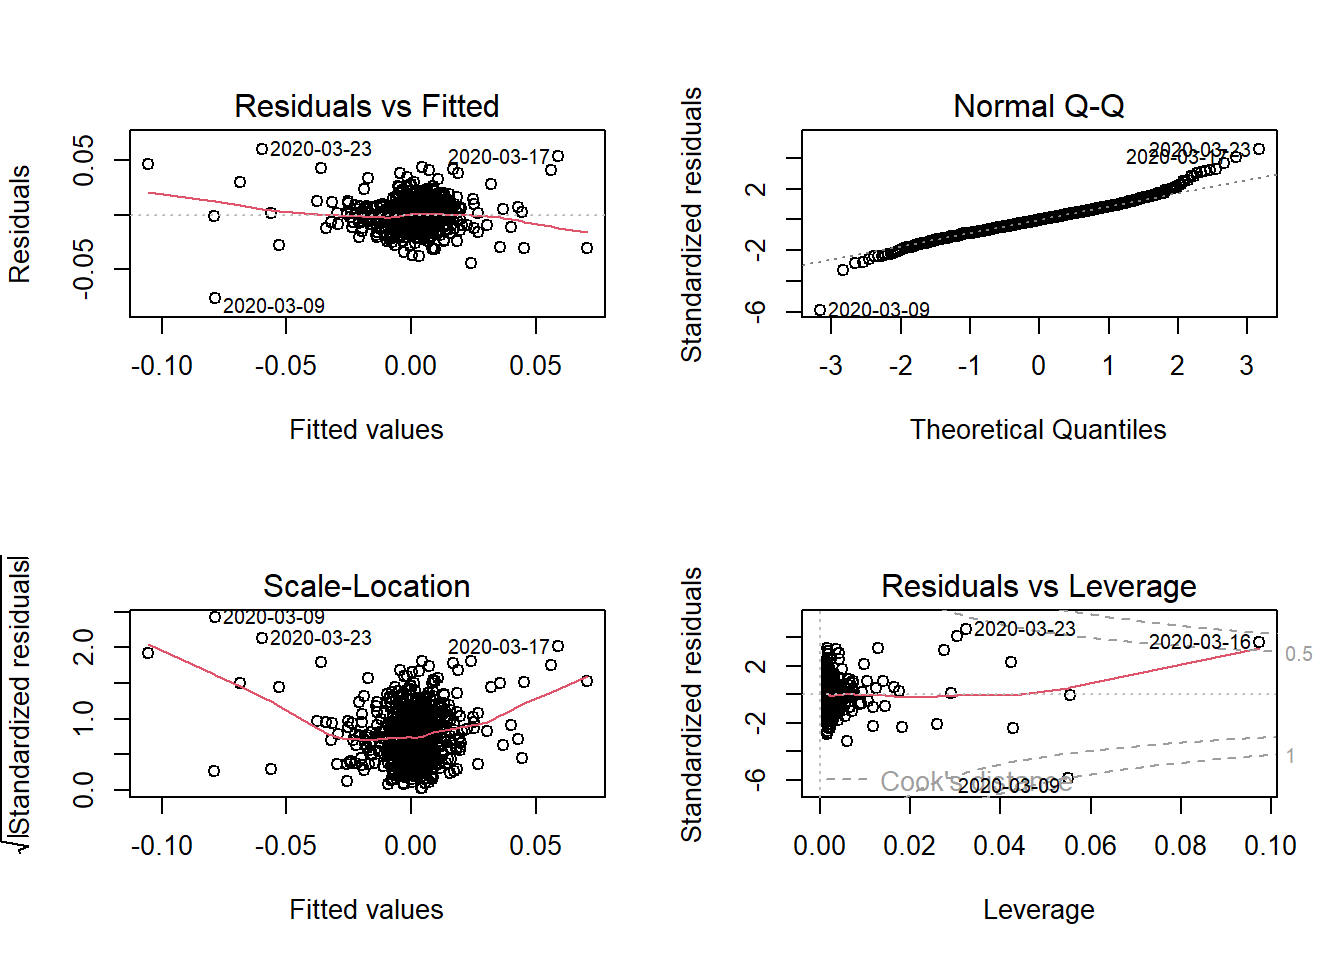 Residuals vs Fitted
Residuals
0.05
-0.05
2020-03-23
2020-03-17
2020-03-09
-0.10 -0.05 0.00 0.05
Fitted values
Normal Q-Q
Standardized residuals
2
-2
-6
2020-03-23
2020-03-17
2020-03-09
-3 -2 -1 0 1 2 3
Theoretical Quantiles
Scale-Location
√|Standardized residuals|
2.0
1.0
0.0
2020-03-09
2020-03-23
2020-03-17
-0.10 -0.05 0.00 0.05
Fitted values
Residuals vs Leverage
Standardized residuals
2
-2
-6
2020-03-23
2020-03-16
0.5
1
Cook's distance
2020-03-09
0.00 0.02 0.04 0.06 0.08 0.10
Leverage